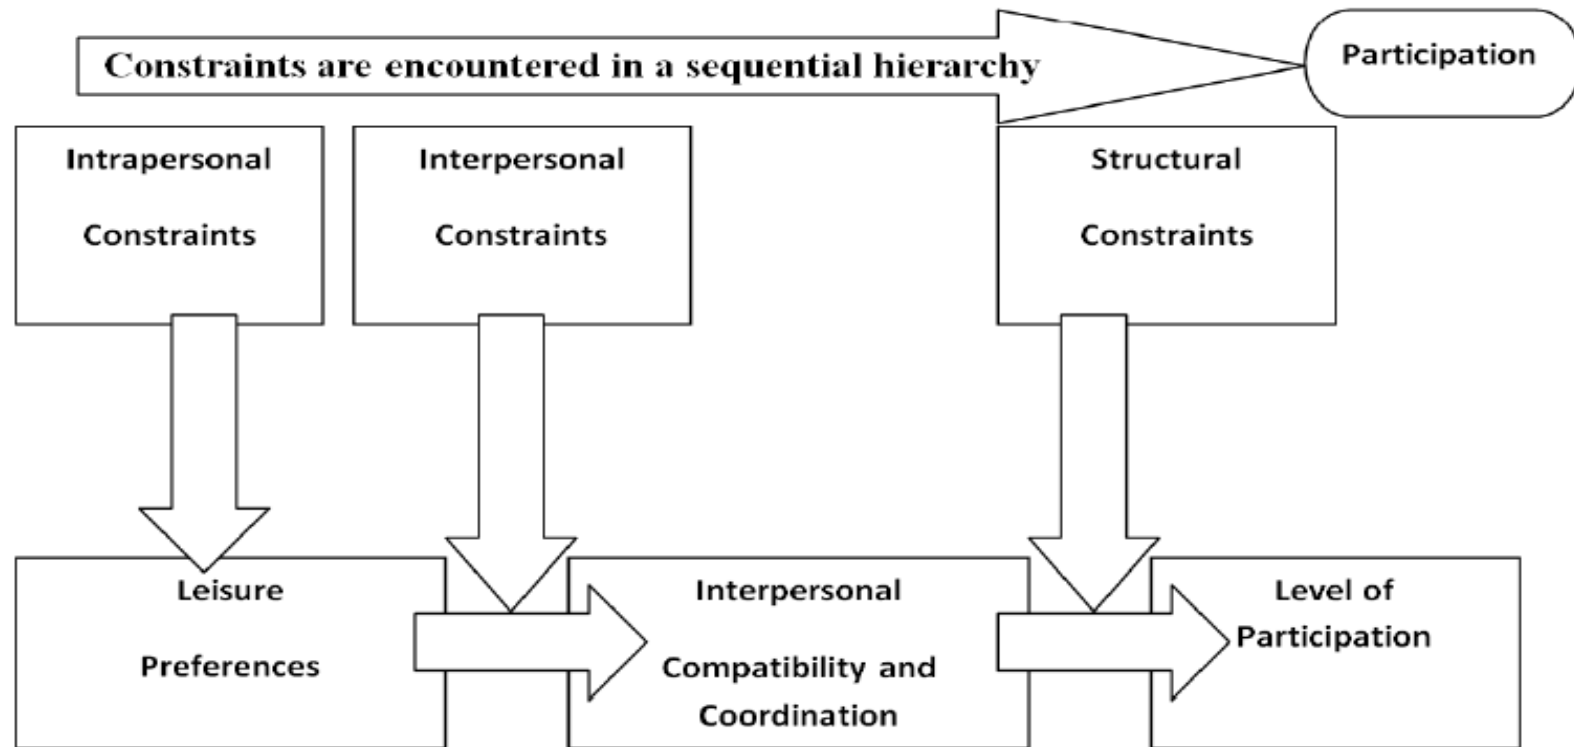 Constraints are encountered in a sequential hierarchy
Participation
Intrapersonal
Constraints
Interpersonal
Constraints
Structural
Constraints
Leisure
Preferences
Interpersonal
Compatibility and
Coordination
Level of
Participation